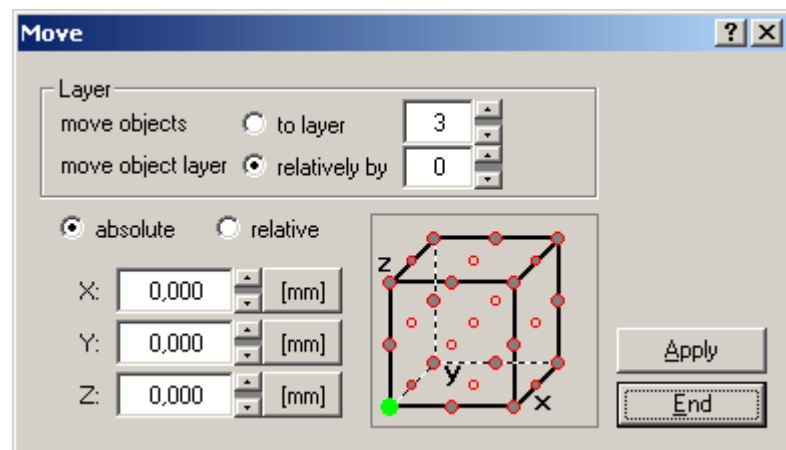 Move ? ×
Layer
move objects to layer 3
move object layer relatively by 0
absolute relative
X: 0,000 [mm]
Y: 0,000 [mm]
Z: 0,000 [mm]
z
y
x
Apply
End